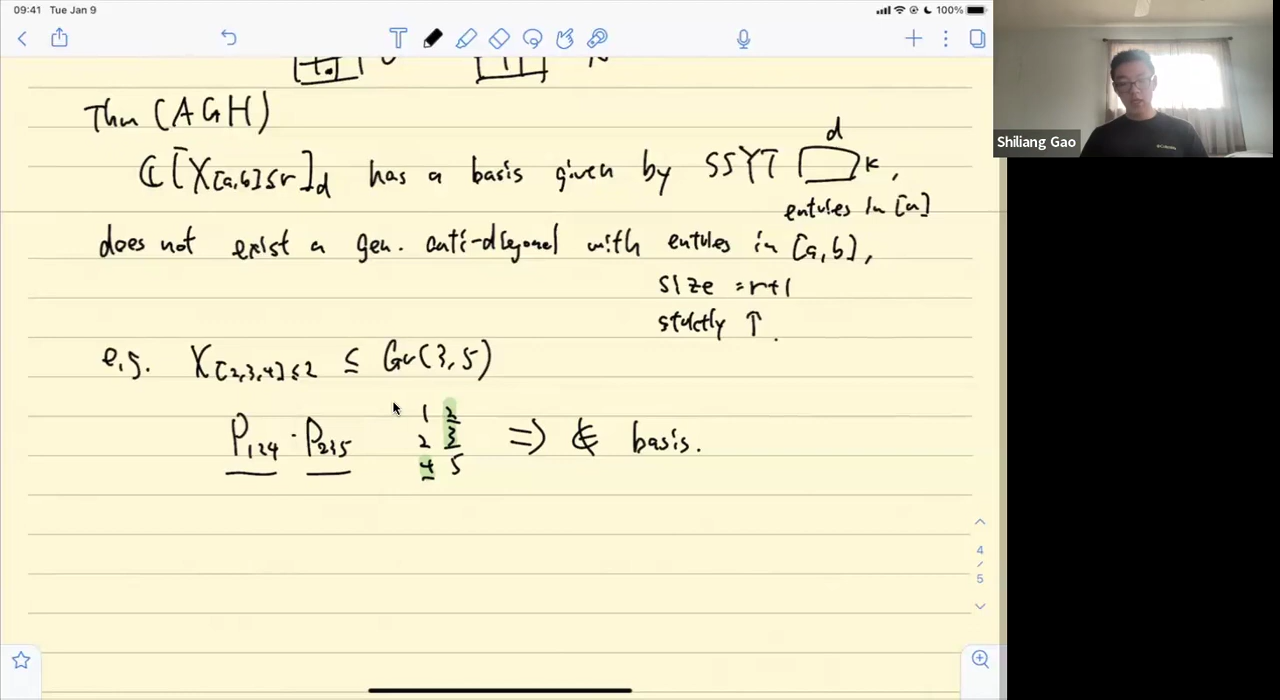 09:41 Tue Jan 9
100%
Thm (AGH)
ℂ[X[a,b]≤r]d has a basis given by SSYT d k,
entries in [n]
does not exist a gen. anti-diagonal with entries in [a,b],
size = r+1
strictly ↑.
e.g. X[2,3,4]≤2 ⊆ Gr(3,5)
P124 · P235
1 2
2 3
4 5
⇒ ∉ basis.
4
/
5
Shiliang Gao